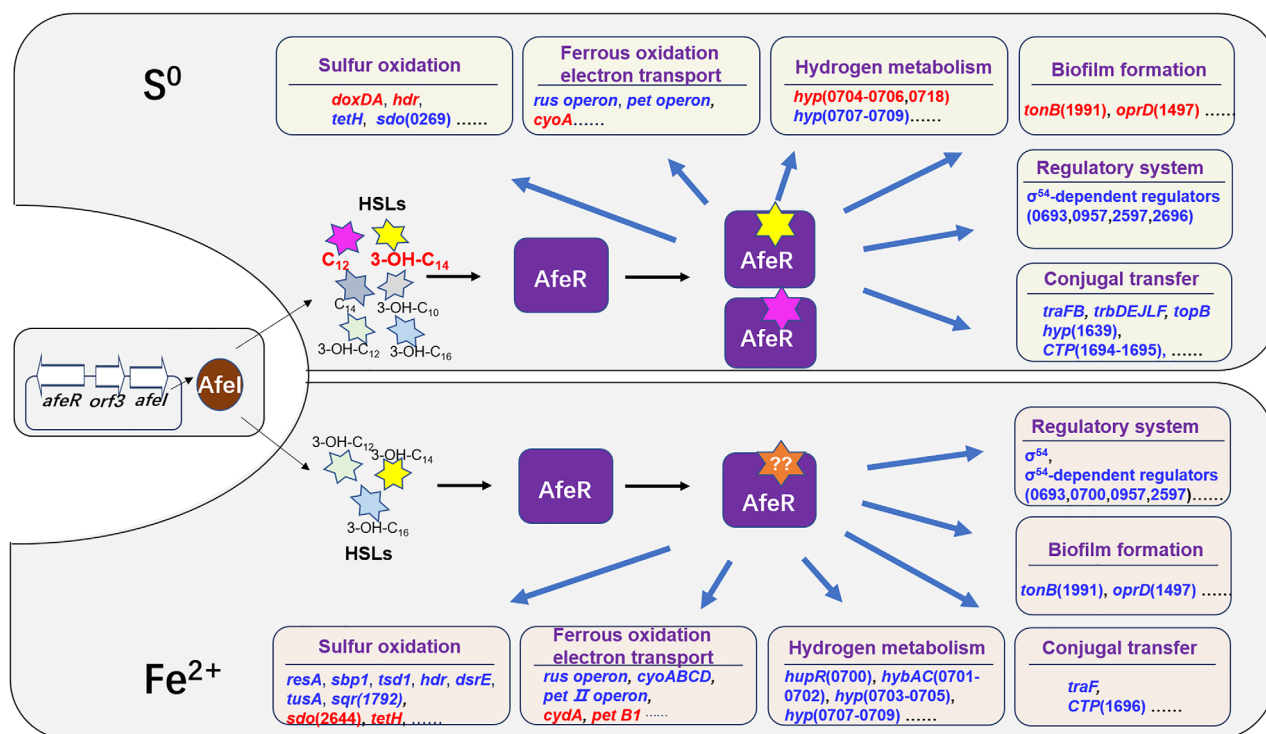 S⁰
Sulfur oxidation
doxDA, hdr,
tetH, sdo(0269) ......
Ferrous oxidation
electron transport
rus operon, pet operon,
cyoA......
Hydrogen metabolism
hyp(0704-0706,0718)
hyp(0707-0709)......
Biofilm formation
tonB(1991), oprD(1497) ......
Regulatory system
σ⁵⁴-dependent regulators
(0693,0957,2597,2696)
Conjugal transfer
traFB, trbDEJLF, topB
hyp(1639),
CTP(1694-1695), ......
HSLs
C₁₂ 3-OH-C₁₄
C₁₄ 3-OH-C₁₀
3-OH-C₁₂ 3-OH-C₁₆
AfeR
AfeR
AfeR
afeR orf3 afeI
AfeI
3-OH-C₁₂
3-OH-C₁₄
3-OH-C₁₆
HSLs
AfeR
??
AfeR
Regulatory system
σ⁵⁴,
σ⁵⁴-dependent regulators
(0693,0700,0957,2597)......
Biofilm formation
tonB(1991), oprD(1497) ......
Fe²⁺
Sulfur oxidation
resA, sbp1, tsd1, hdr, dsrE,
tusA, sqr(1792),
sdo(2644), tetH, ......
Ferrous oxidation
electron transport
rus operon, cyoABCD,
pet Ⅱ operon,
cydA, pet B1 ......
Hydrogen metabolism
hupR(0700), hybAC(0701-
0702), hyp(0703-0705),
hyp(0707-0709) ......
Conjugal transfer
traF,
CTP(1696) ......